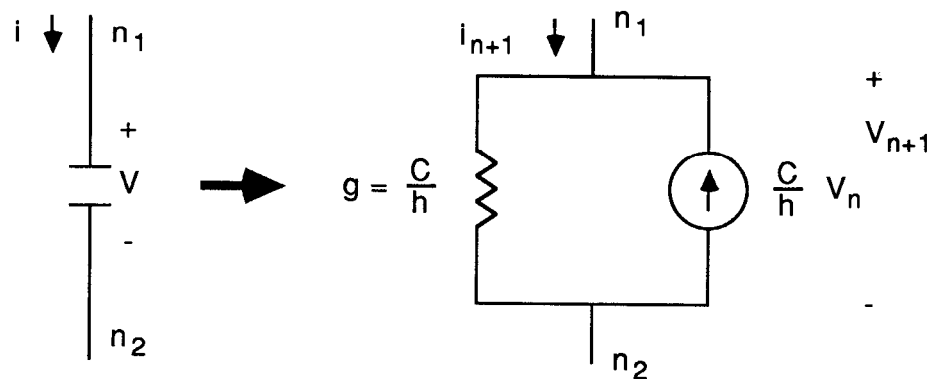 i
n₁
+
V
-
n₂
iₙ₊₁
n₁
g = C/h
C/h Vₙ
+
Vₙ₊₁
-
n₂